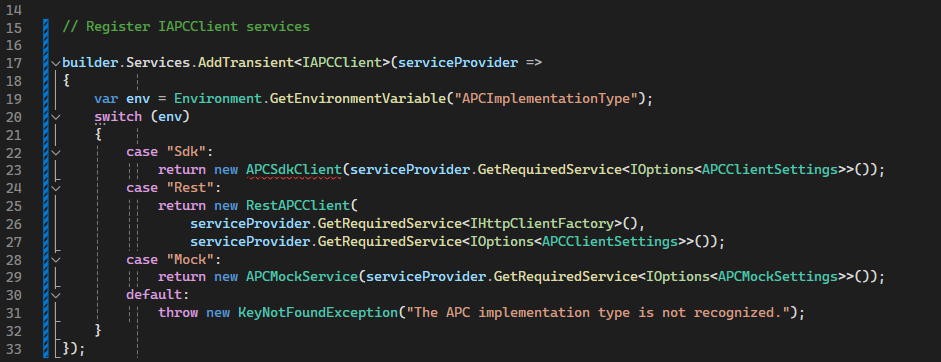 14
15 // Register IAPCClient services
16
17 builder.Services.AddTransient<IAPCClient>(serviceProvider =>
18 {
19     var env = Environment.GetEnvironmentVariable("APCImplementationType");
20     switch (env)
21     {
22         case "Sdk":
23             return new APCSdkClient(serviceProvider.GetRequiredService<IOptions<APCClientSettings>>());
24         case "Rest":
25             return new RestAPCClient(
26                 serviceProvider.GetRequiredService<IHttpClientFactory>(),
27                 serviceProvider.GetRequiredService<IOptions<APCClientSettings>>());
28         case "Mock":
29             return new APCMockService(serviceProvider.GetRequiredService<IOptions<APCMockSettings>>());
30         default:
31             throw new KeyNotFoundException("The APC implementation type is not recognized.");
32     }
33 });